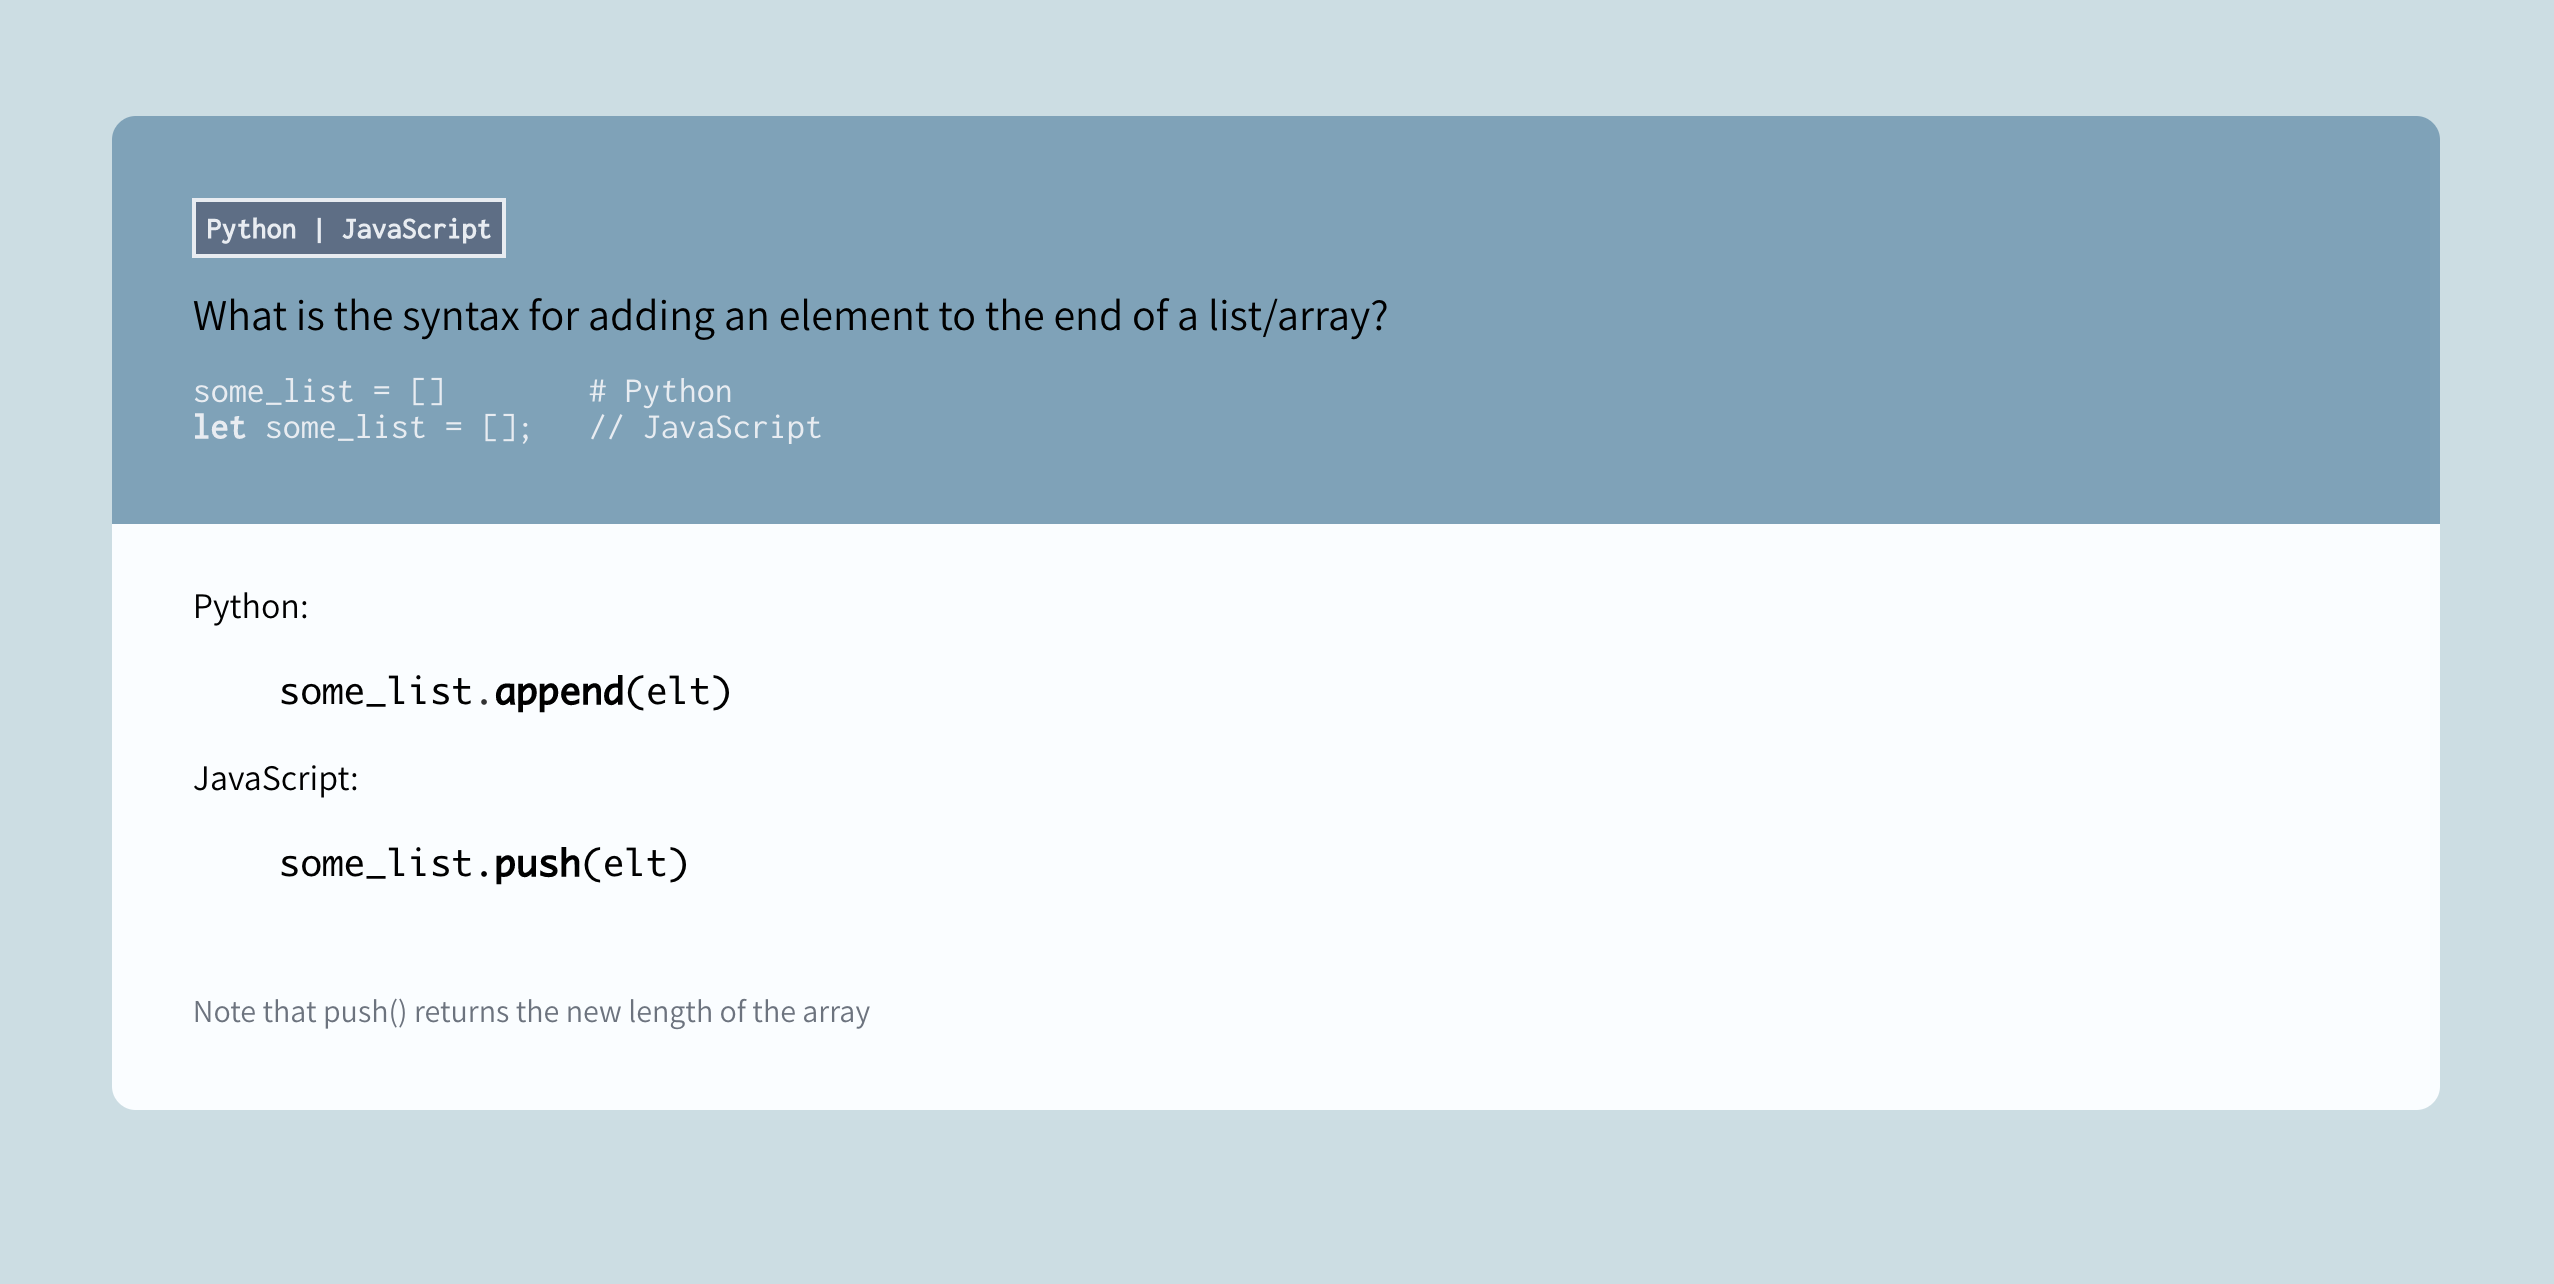 Python | JavaScript
What is the syntax for adding an element to the end of a list/array?
some_list = []        # Python
let some_list = [];   // JavaScript
Python:
some_list.append(elt)
JavaScript:
some_list.push(elt)
Note that push() returns the new length of the array